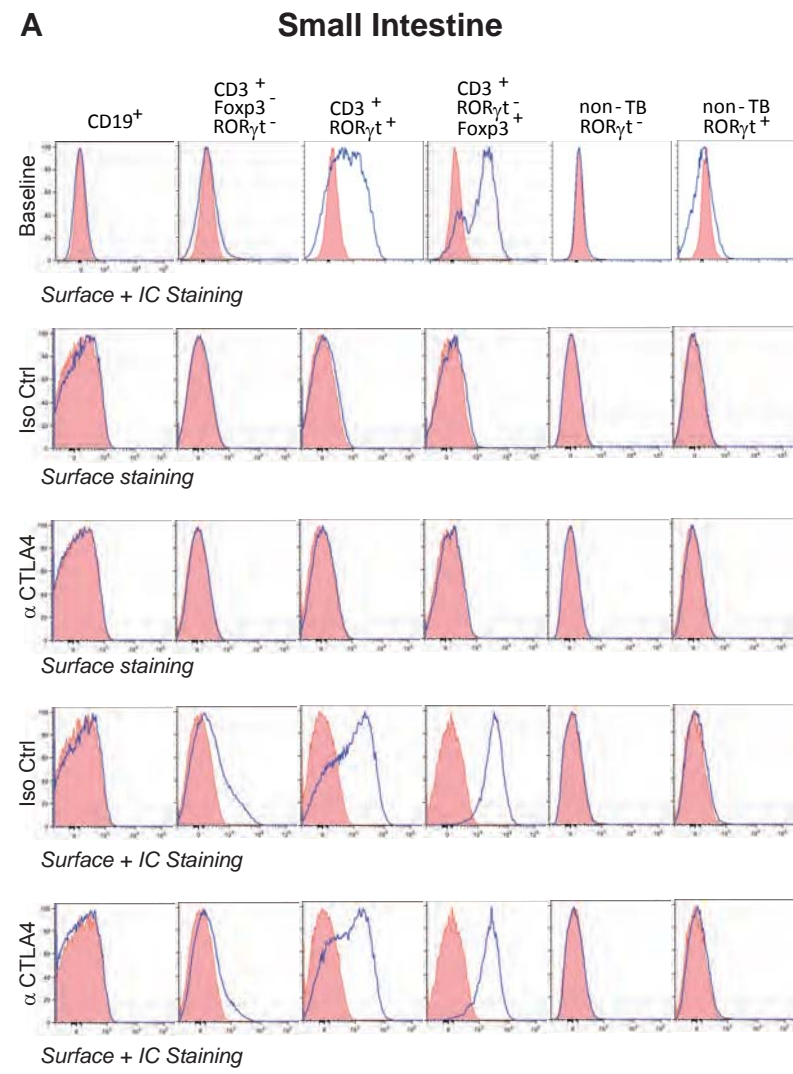 A
Small Intestine
CD19+
CD3 +
Foxp3 -
RORγt -
CD3 +
RORγt +
CD3 +
RORγt -
Foxp3 +
non - TB
RORγt -
non - TB
RORγt +
Baseline
Surface + IC Staining
Iso Ctrl
Surface staining
α CTLA4
Surface staining
Iso Ctrl
Surface + IC Staining
α CTLA4
Surface + IC Staining